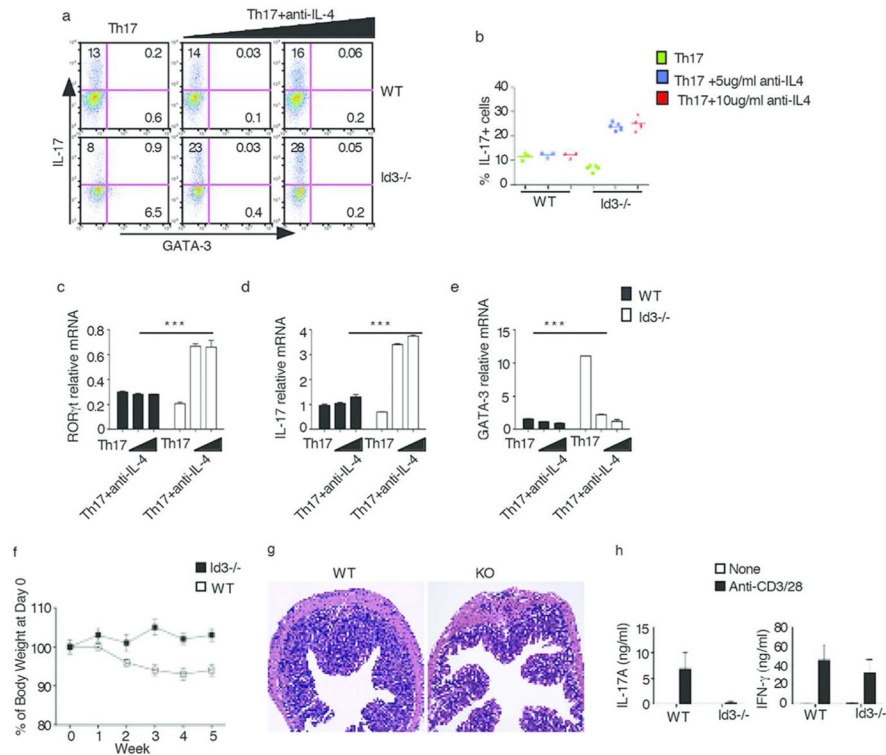 a
Th17
Th17+anti-IL-4
13
0.2
14
0.03
16
0.06
0.6
0.1
0.2
WT
8
0.9
23
0.03
28
0.05
6.5
0.4
0.2
Id3-/-
IL-17
GATA-3
b
Th17
Th17 +5ug/ml anti-IL4
Th17+10ug/ml anti-IL4
% IL-17+ cells
40
30
20
10
0
WT
Id3-/-
c
RORγt relative mRNA
0.8
0.6
0.4
0.2
0
***
Th17
Th17
Th17+anti-IL-4
Th17+anti-IL-4
d
IL-17 relative mRNA
4
3
2
1
0
***
Th17
Th17
Th17+anti-IL-4
Th17+anti-IL-4
e
WT
Id3-/-
GATA-3 relative mRNA
15
10
5
0
***
Th17
Th17
Th17+anti-IL-4
Th17+anti-IL-4
f
Id3-/-
WT
% of Body Weight at Day 0
110
100
90
80
0 1 2 3 4 5
Week
g
WT
KO
h
None
Anti-CD3/28
IL-17A (ng/ml)
15
10
5
0
WT
Id3-/-
IFN-γ (ng/ml)
80
60
40
20
0
WT
Id3-/-